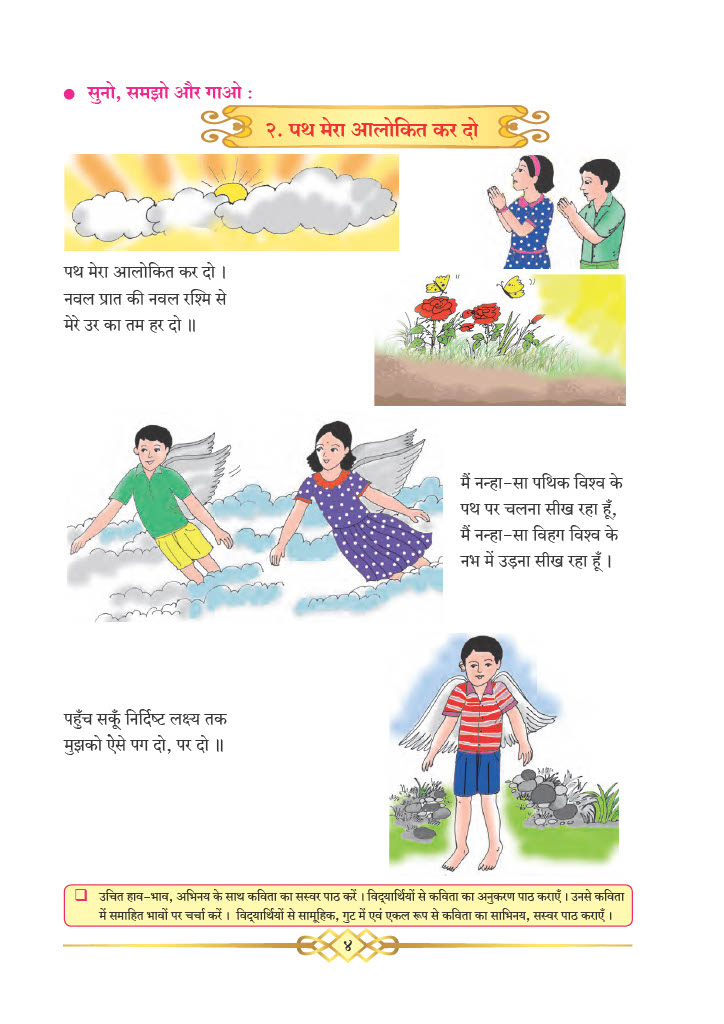 ● सुनो, समझो और गाओ :
२. पथ मेरा आलोकित कर दो
पथ मेरा आलोकित कर दो ।
नवल प्रात की नवल रश्मि से
मेरे उर का तम हर दो ॥
मैं नन्हा-सा पथिक विश्व के
पथ पर चलना सीख रहा हूँ,
मैं नन्हा-सा विहग विश्व के
नभ में उड़ना सीख रहा हूँ ।
पहुँच सकूँ निर्दिष्ट लक्ष्य तक
मुझको ऐसे पग दो, पर दो ॥
❑ उचित हाव-भाव, अभिनय के साथ कविता का सस्वर पाठ करें । विद्यार्थियों से कविता का अनुकरण पाठ कराएँ । उनसे कविता
में समाहित भावों पर चर्चा करें । विद्यार्थियों से सामूहिक, गुट में एवं एकल रूप से कविता का साभिनय, सस्वर पाठ कराएँ ।
४